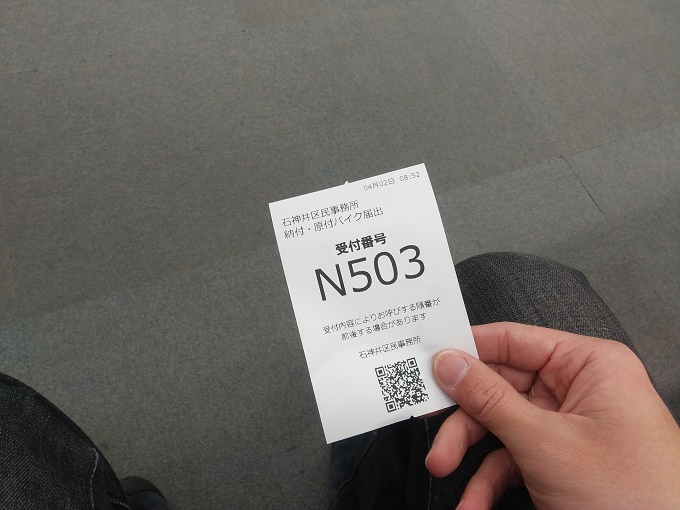 04月02日 08:52
石神井区民事務所
納付・原付バイク届出
受付番号
N503
受付内容によりお呼びする順番が
前後する場合があります
石神井区民事務所